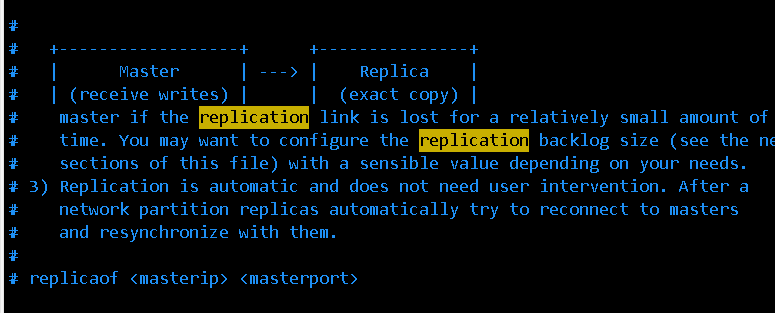 #
#   +------------------+      +---------------+
#   |      Master      | ---> |    Replica    |
#   | (receive writes) |      |  (exact copy) |
#    master if the replication link is lost for a relatively small amount of
#    time. You may want to configure the replication backlog size (see the ne
#    sections of this file) with a sensible value depending on your needs.
# 3) Replication is automatic and does not need user intervention. After a
#    network partition replicas automatically try to reconnect to masters
#    and resynchronize with them.
#
# replicaof <masterip> <masterport>